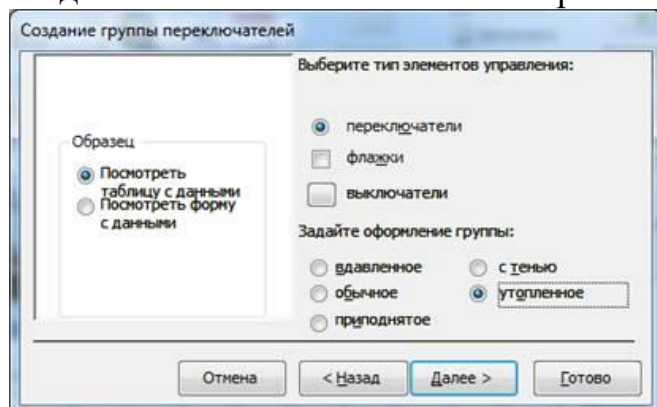 Создание группы переключателей
Выберите тип элементов управления:
переключатели
флажки
выключатели
Образец
Посмотреть
таблицу с данными
Посмотреть форму
с данными
Задайте оформление группы:
вдавленное
с тенью
обычное
утопленное
приподнятое
Отмена
< Назад
Далее >
Готово